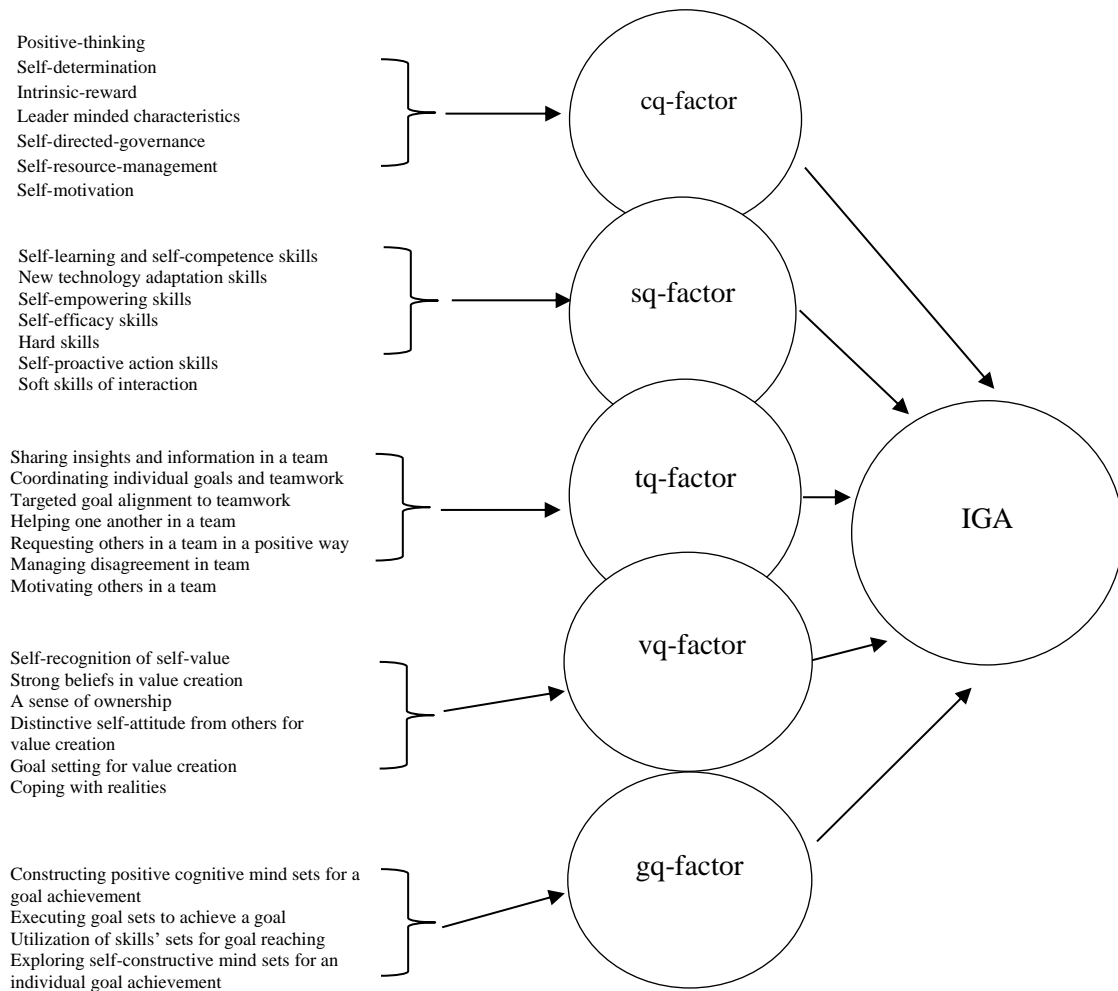 Positive-thinking
Self-determination
Intrinsic-reward
Leader minded characteristics
Self-directed-governance
Self-resource-management
Self-motivation
cq-factor
Self-learning and self-competence skills
New technology adaptation skills
Self-empowering skills
Self-efficacy skills
Hard skills
Self-proactive action skills
Soft skills of interaction
sq-factor
Sharing insights and information in a team
Coordinating individual goals and teamwork
Targeted goal alignment to teamwork
Helping one another in a team
Requesting others in a team in a positive way
Managing disagreement in team
Motivating others in a team
tq-factor
IGA
Self-recognition of self-value
Strong beliefs in value creation
A sense of ownership
Distinctive self-attitude from others for
value creation
Goal setting for value creation
Coping with realities
vq-factor
Constructing positive cognitive mind sets for a
goal achievement
Executing goal sets to achieve a goal
Utilization of skills’ sets for goal reaching
Exploring self-constructive mind sets for an
individual goal achievement
gq-factor